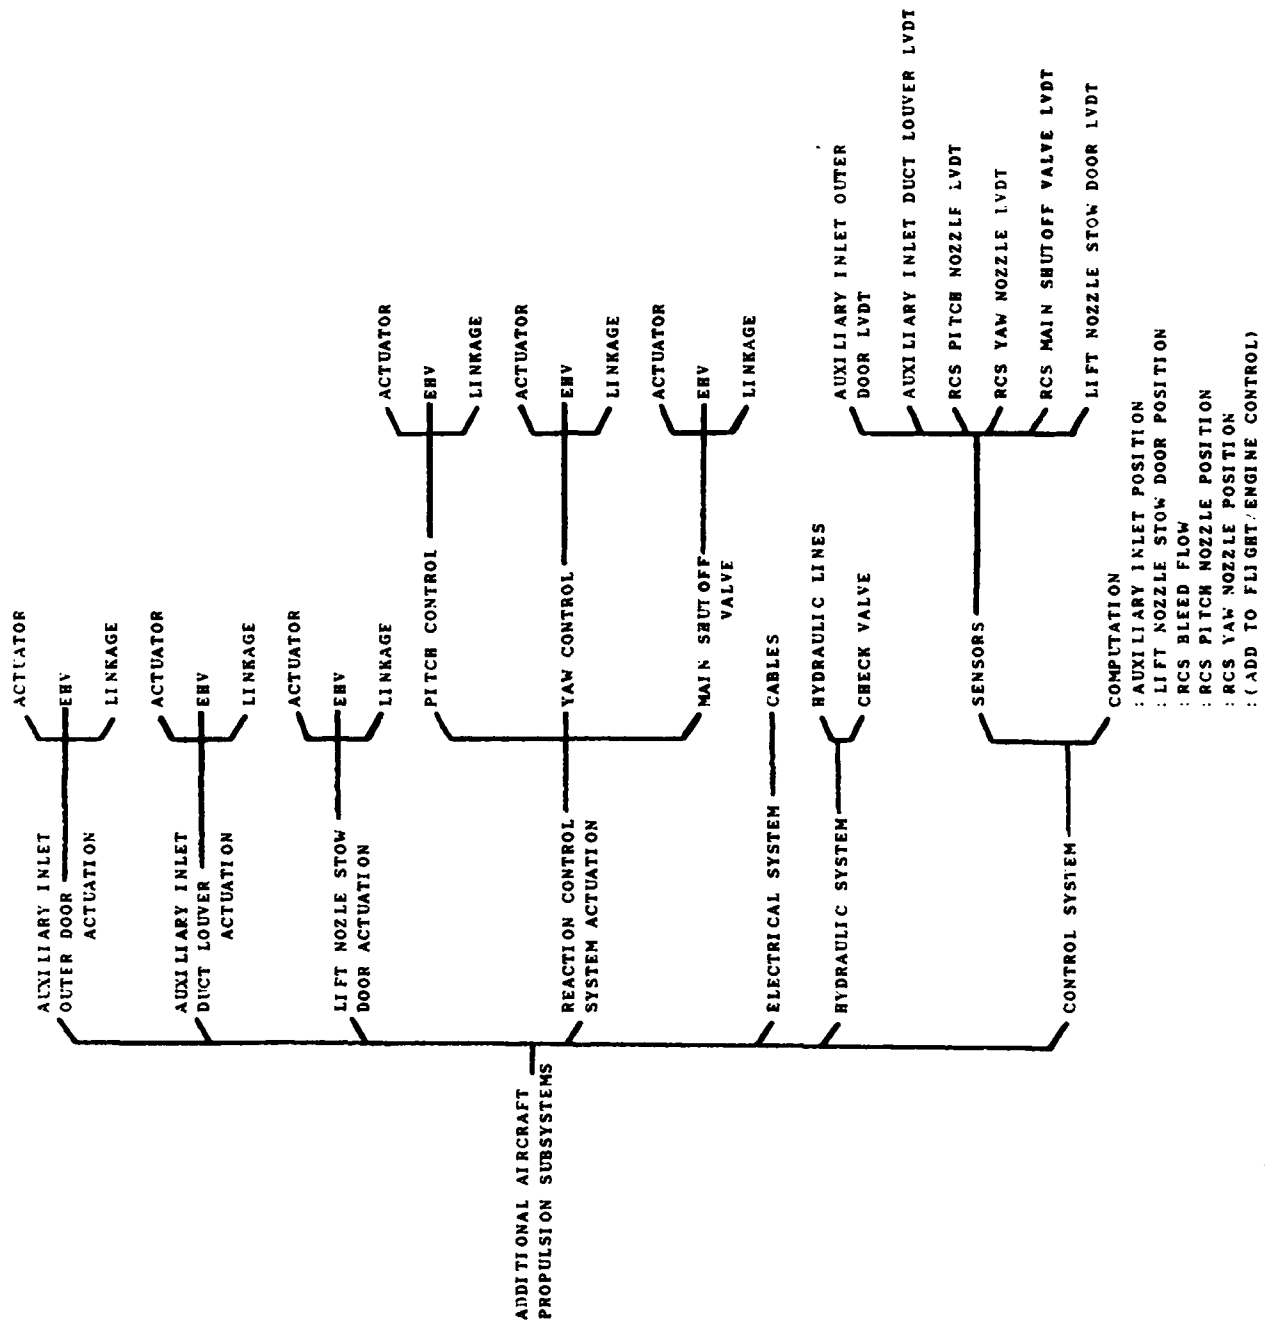 ADDITIONAL AIRCRAFT
PROPULSION SUBSYSTEMS
AUXILIARY INLET
OUTER DOOR
ACTUATION
ACTUATOR
EHV
LINKAGE
AUXILIARY INLET
DUCT LOUVER
ACTUATION
ACTUATOR
EHV
LINKAGE
LIFT NOZLE STOW
DOOR ACTUATION
ACTUATOR
EHV
LINKAGE
REACTION CONTROL
SYSTEM ACTUATION
PITCH CONTROL
ACTUATOR
EHV
LINKAGE
YAW CONTROL
ACTUATOR
EHV
LINKAGE
MAIN SHUTOFF
VALVE
ACTUATOR
EHV
LINKAGE
ELECTRICAL SYSTEM
CABLES
HYDRAULIC SYSTEM
HYDRAULIC LINES
CHECK VALVE
CONTROL SYSTEM
SENSORS
AUXILIARY INLET OUTER
DOOR LVDT
AUXILIARY INLET DUCT LOUVER LVDT
RCS PITCH NOZZLE LVDT
RCS YAW NOZZLE LVDT
RCS MAIN SHUTOFF VALVE LVDT
LIFT NOZZLE STOW DOOR LVDT
COMPUTATION
: AUXILIARY INLET POSITION
: LIFT NOZZLE STOW DOOR POSITION
: RCS BLEED FLOW
: RCS PITCH NOZZLE POSITION
: RCS YAW NOZZLE POSITION
: (ADD TO FLIGHT/ENGINE CONTROL)